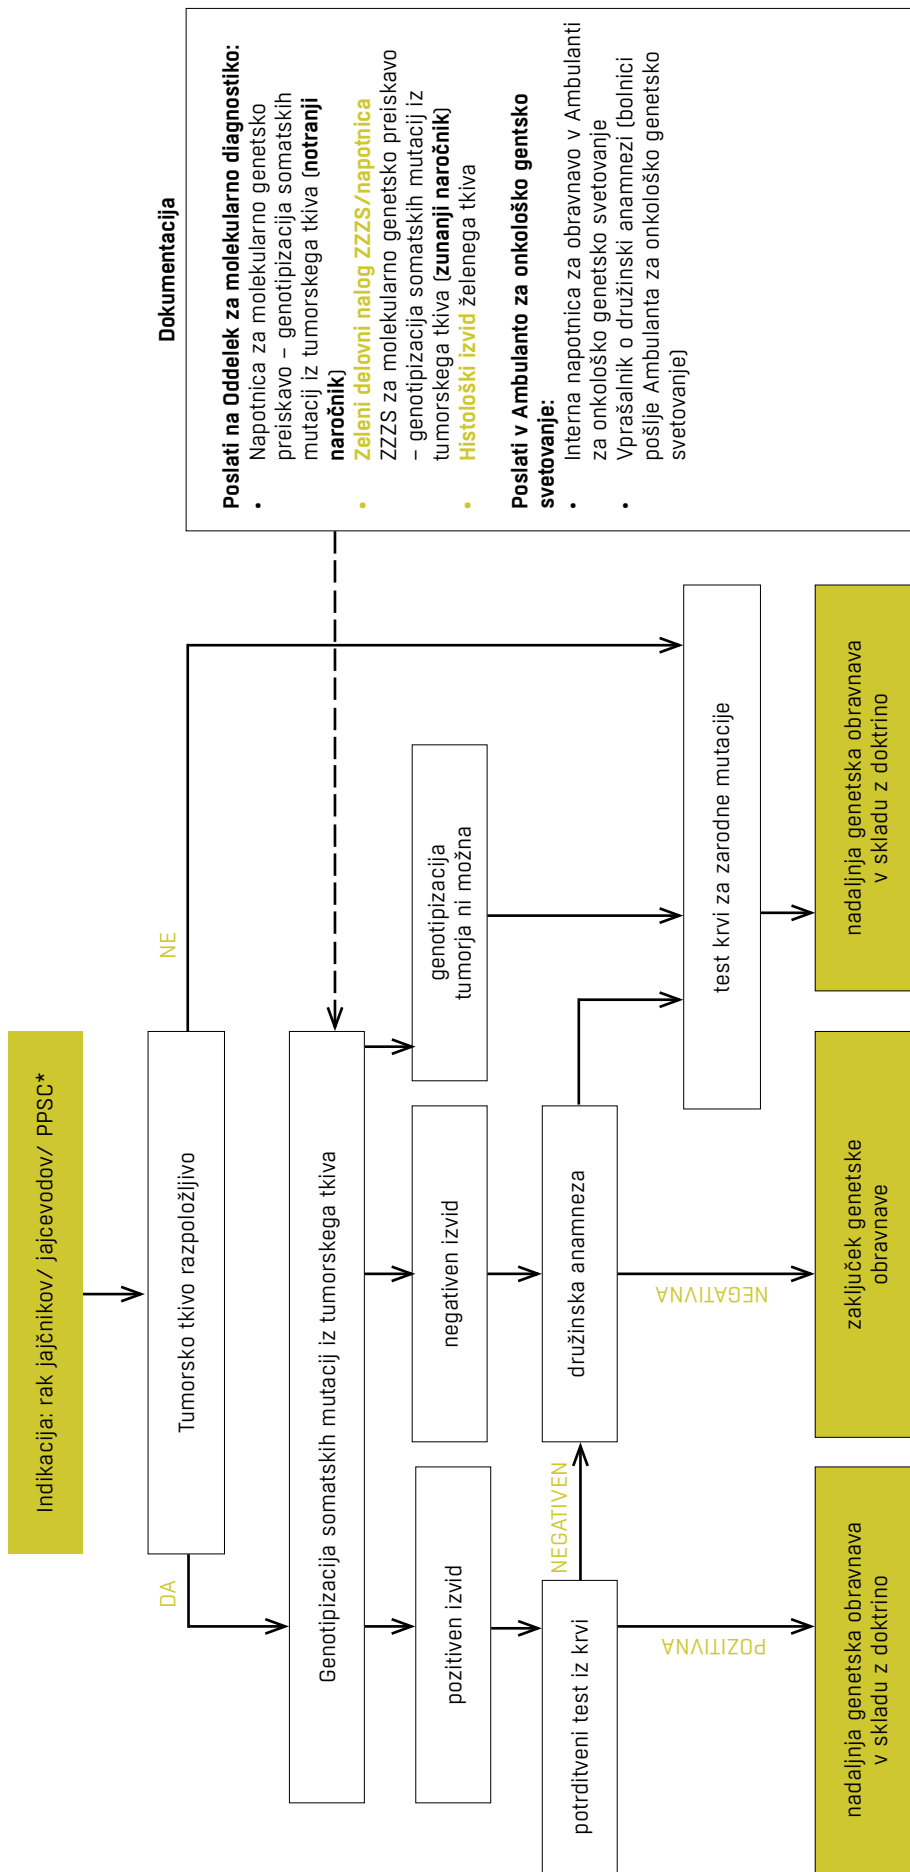 Indikacija: rak jajčnikov/ jajcevodov/ PPSC*
Tumorsko tkivo razpoložljivo
DA
NE
Genotipizacija somatskih mutacij iz tumorskega tkiva
pozitiven izvid
negativen izvid
genotipizacija
tumorja ni možna
potrditveni test iz krvi
NEGATIVEN
družinska anamneza
test krvi za zarodne mutacije
POZITIVNA
NEGATIVNA
nadaljnja genetska obravnava
v skladu z doktrino
zaključek genetske
obravnave
nadaljnja genetska obravnava
v skladu z doktrino
Dokumentacija
Poslati na Oddelek za molekularno diagnostiko:
• Napotnica za molekularno genetsko
preiskavo – genotipizacija somatskih
mutacij iz tumorskega tkiva (notranji
naročnik)
• Zeleni delovni nalog ZZZS/napotnica
ZZZS za molekularno genetsko preiskavo
– genotipizacija somatskih mutacij iz
tumorskega tkiva (zunanji naročnik)
• Histološki izvid želenega tkiva
Poslati v Ambulanto za onkološko gentsko
svetovanje:
• Interna napotnica za obravnavo v Ambulanti
za onkološko genetsko svetovanje
• Vprašalnik o družinski anamnezi (bolnici
pošlje Ambulanta za onkološko genetsko
svetovanje)